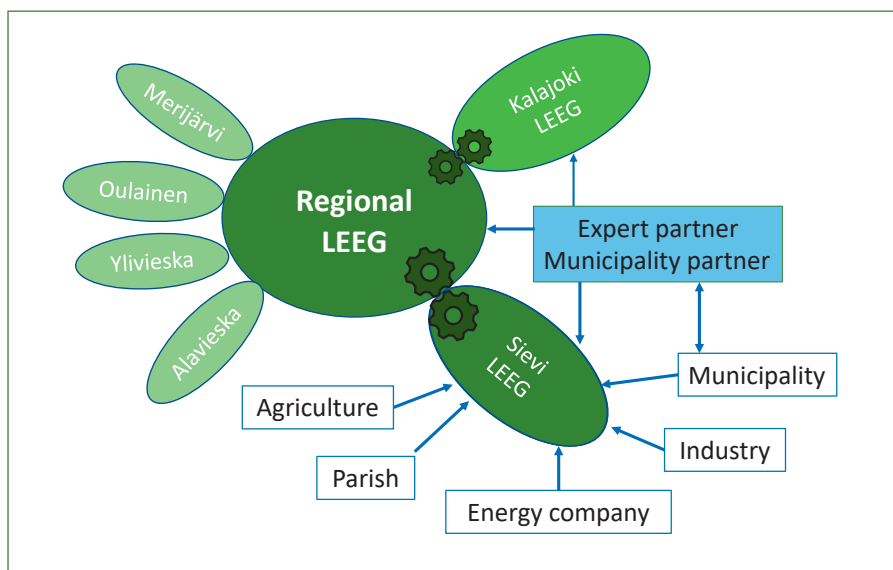 Merijärvi
Oulainen
Ylivieska
Alavieska
Regional
LEEG
Kalajoki
LEEG
Expert partner
Municipality partner
Sievi
LEEG
Municipality
Agriculture
Industry
Parish
Energy company